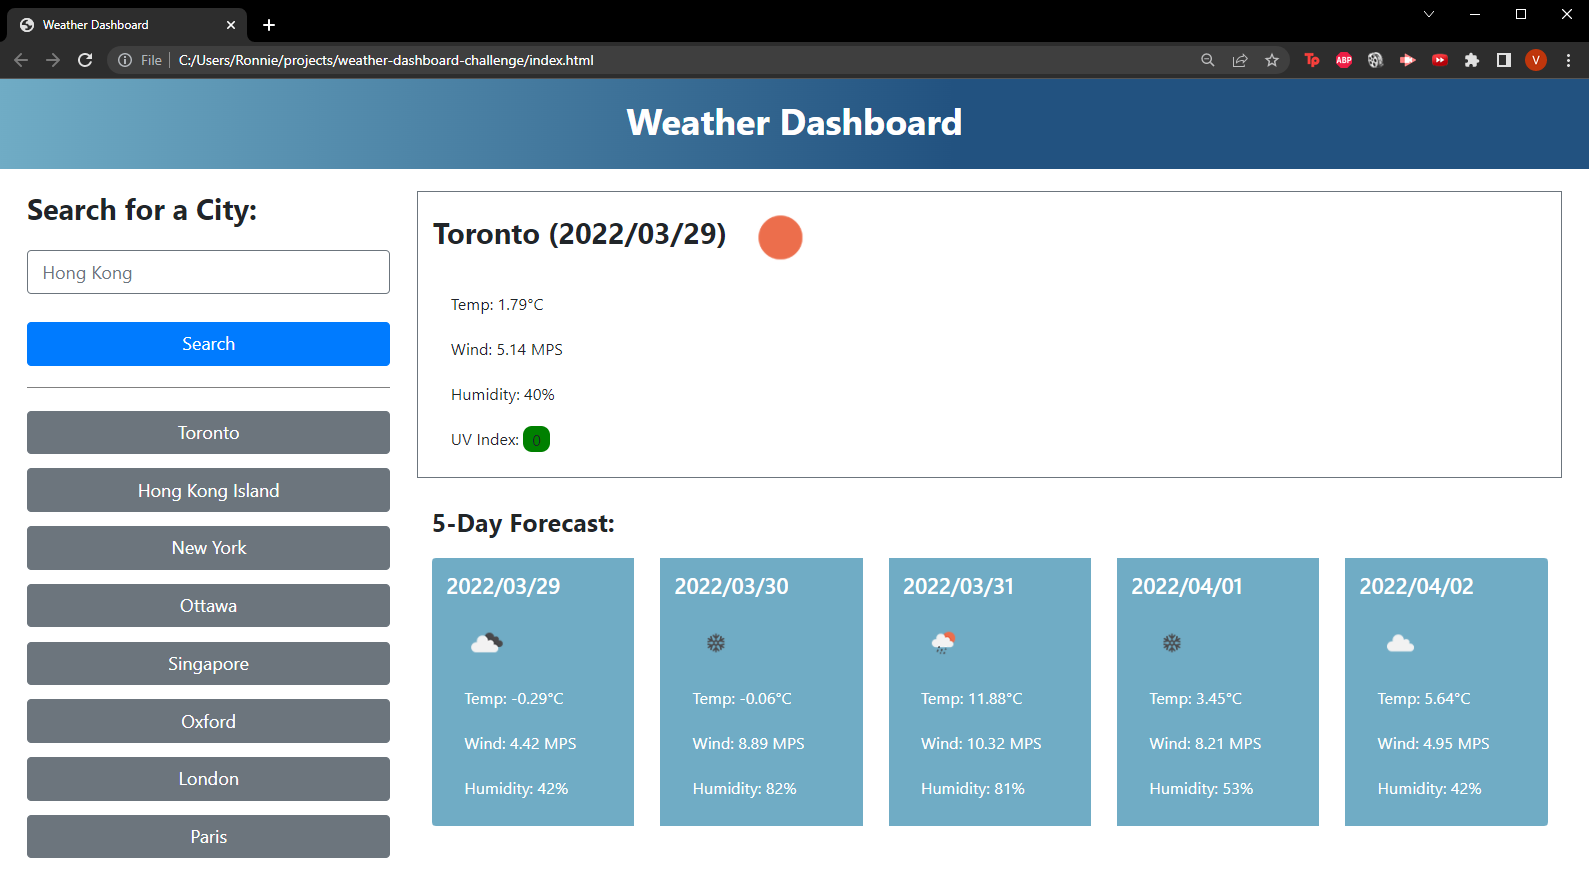 Weather Dashboard
File C:/Users/Ronnie/projects/weather-dashboard-challenge/index.html
Tp ABP V
Weather Dashboard
Search for a City:
Hong Kong
Search
Toronto
Hong Kong Island
New York
Ottawa
Singapore
Oxford
London
Paris
Toronto (2022/03/29)
Temp: 1.79°C
Wind: 5.14 MPS
Humidity: 40%
UV Index: 0
5-Day Forecast:
2022/03/29
Temp: -0.29°C
Wind: 4.42 MPS
Humidity: 42%
2022/03/30
Temp: -0.06°C
Wind: 8.89 MPS
Humidity: 82%
2022/03/31
Temp: 11.88°C
Wind: 10.32 MPS
Humidity: 81%
2022/04/01
Temp: 3.45°C
Wind: 8.21 MPS
Humidity: 53%
2022/04/02
Temp: 5.64°C
Wind: 4.95 MPS
Humidity: 42%